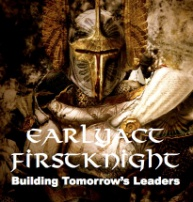 EARLYACT
FIRSTKNIGHT
Building Tomorrow's Leaders